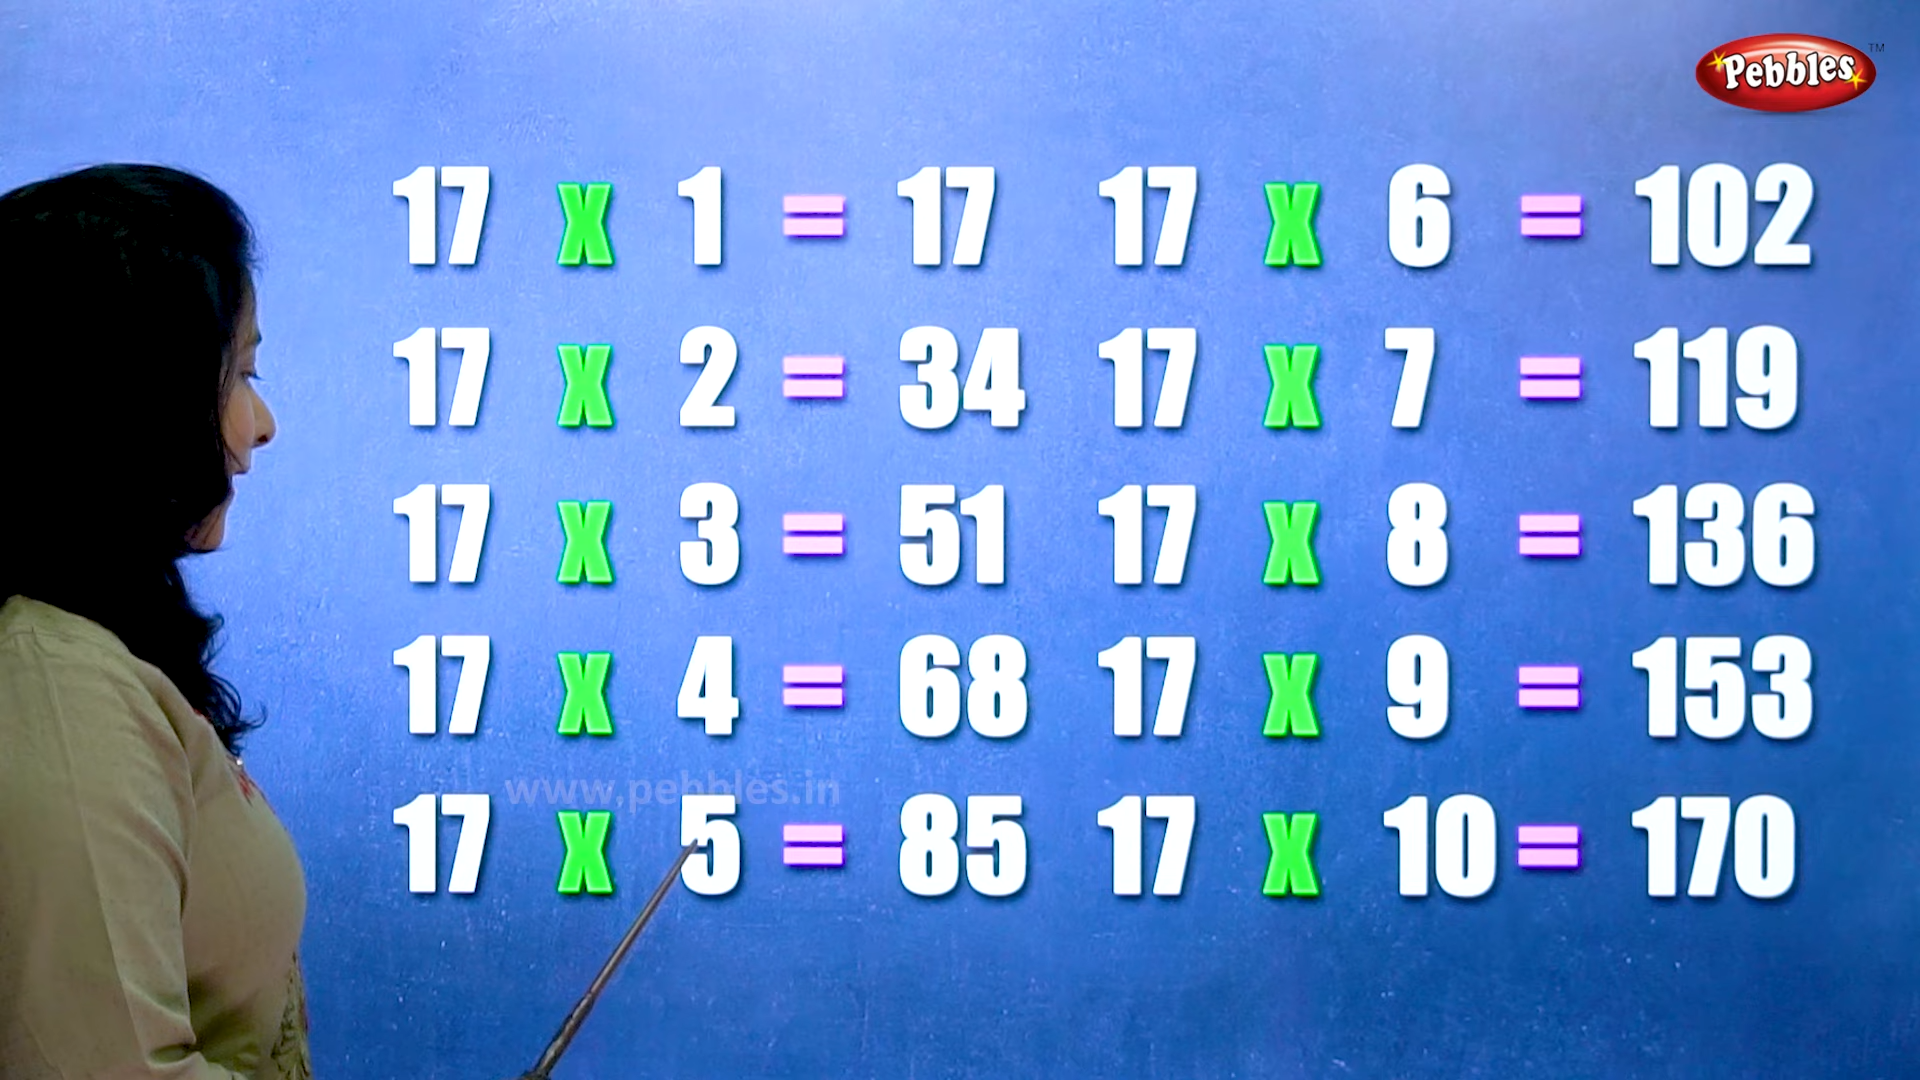 Pebbles TM
17 x 1 = 17
17 x 2 = 34
17 x 3 = 51
17 x 4 = 68
www.pebbles.in
17 x 5 = 85
17 x 6 = 102
17 x 7 = 119
17 x 8 = 136
17 x 9 = 153
17 x 10 = 170